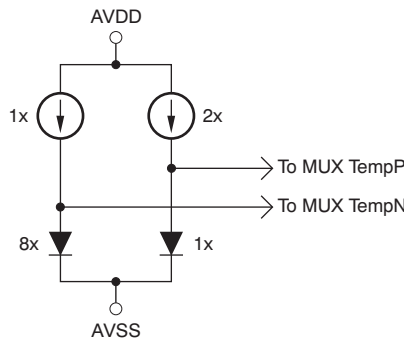 AVDD
1x
2x
To MUX TempP
To MUX TempN
8x
1x
AVSS